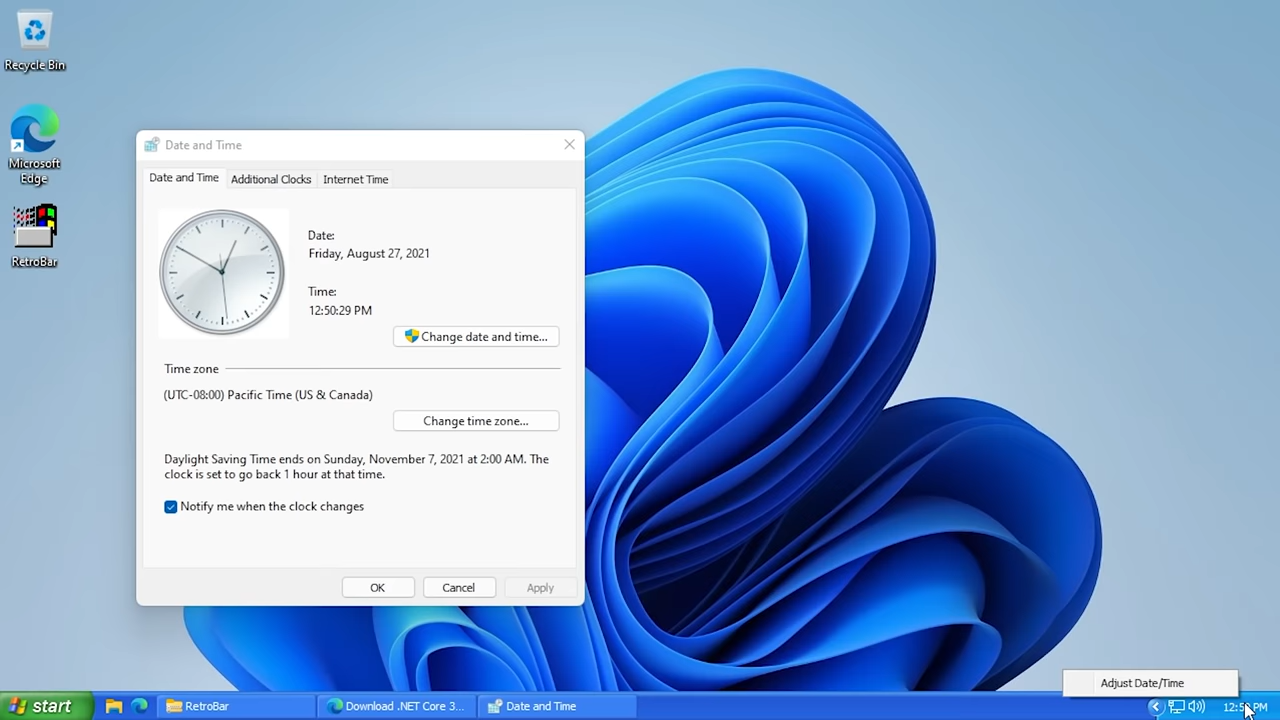 Recycle Bin
Microsoft
Edge
RetroBar
Date and Time
Date and Time
Additional Clocks
Internet Time
Date:
Friday, August 27, 2021
Time:
12:50:29 PM
Change date and time...
Time zone
(UTC-08:00) Pacific Time (US & Canada)
Change time zone...
Daylight Saving Time ends on Sunday, November 7, 2021 at 2:00 AM. The
clock is set to go back 1 hour at that time.
Notify me when the clock changes
OK
Cancel
Apply
Adjust Date/Time
start
RetroBar
Download .NET Core 3...
Date and Time
PM